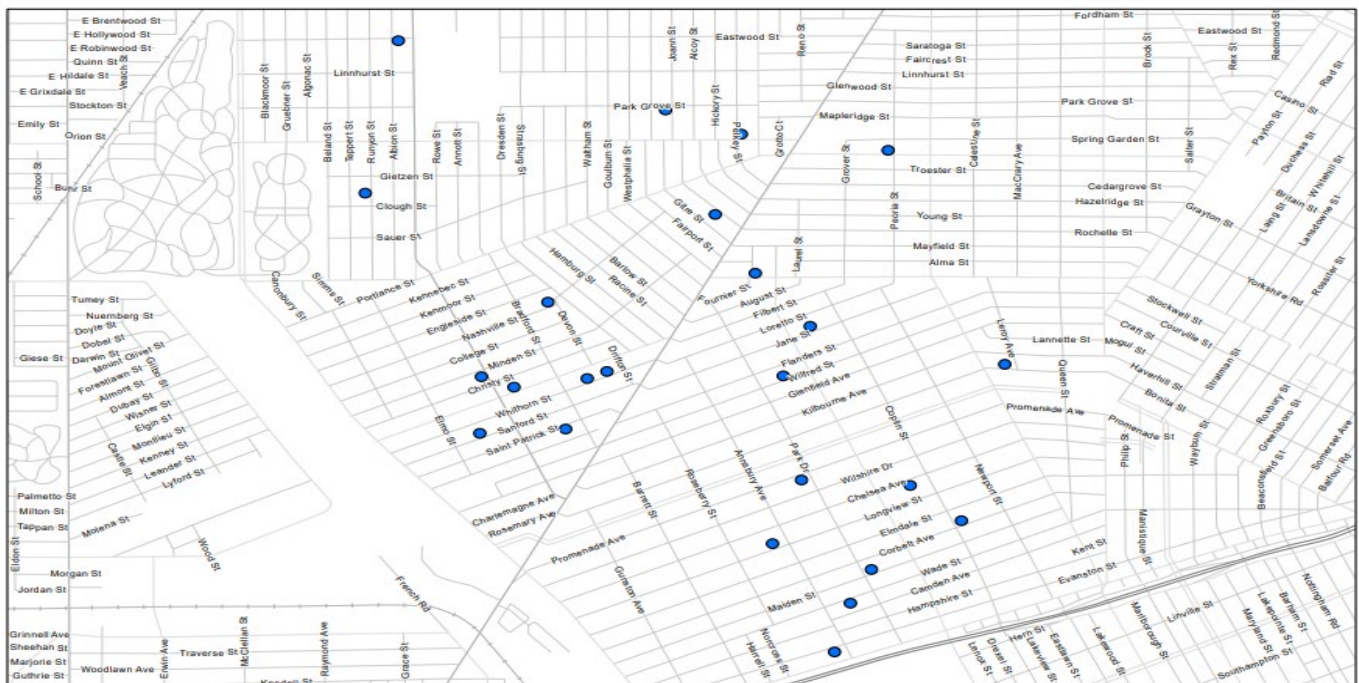 E Brentwood St
E Hollywood St
E Robinwood St
Quinn St
E Hildale St
E Grixdale St
Stockton St
Emily St
Orion St
Veach St
School St
Buhr St
Blackmoor St
Gruebner St
Algonac St
Linnhurst St
Beland St
Teppert St
Runyon St
Albion St
Rowe St
Annott St
Dresden St
Strasburg St
Gietzen St
Clough St
Sauer St
Waltham St
Goulburn St
Westphalia St
Joann St
Alcoy St
Eastwood St
Reno St
Park Grove St
Hickory St
Pelkey St
Grotto Ct
Gitre St
Fairport St
Fordham St
Saratoga St
Faircrest St
Linnhurst St
Glenwood St
Mapleridge St
Park Grove St
Spring Garden St
Brock St
Eastwood St
Rex St
Redmond St
Grover St
Troester St
Celestine St
MacCrary Ave
Salter St
Cedargrove St
Hazelridge St
Peoria St
Young St
Rochelle St
Mayfield St
Alma St
Laurel St
Riad St
Casino St
Payton St
Duchess St
Whitehill St
Britain St
Laing St
Lansdowne St
Grayton St
Yorkshire Rd
Rossiter St
Canonbury St
Simms St
Portlance St
Kennebec St
Kenmoor St
Engleside St
Nashville St
College St
Minden St
Christy St
Bradford St
Hamburg St
Barlow St
Racine St
Devon St
Drifton St
Whithorn St
Sanford St
Saint Patrick St
Elmo St
Fournier St
August St
Filbert St
Loretto St
Jane St
Flanders St
Wilfred St
Glenfield Ave
Kilbourne Ave
Coplin St
Leroy Ave
Lannette St
Queen St
Promenade Ave
Promenade St
Stockwell St
Courville St
Craft St
Mogul St
Haverhill St
Bonita St
Stratman St
Philip St
Wayburn St
Roxbury St
Greensboro St
Beaconsfield St
Somerset Ave
Balfour Rd
Tumey St
Nuernberg St
Doyle St
Dobel St
Darwin St
Mount Olivet St
Giese St
Forestlawn St
Gilbo St
Almont St
Dubay St
Wisner St
Elgin St
Montlieu St
Kenney St
Leander St
Lyford St
Castle St
Palmetto St
Milton St
Tappan St
Molena St
Eldon St
Wood St
Morgan St
Jordan St
French Rd
Charlemagne Ave
Rosemary Ave
Promenade Ave
Barrett St
Roseberry St
Annsbury Ave
Park Dr
Wilshire Dr
Chelsea Ave
Longview St
Elmdale St
Corbett Ave
Newport St
Wade St
Camden Ave
Hampshire St
Kent St
Evanston St
Manistique St
Gunston Ave
Malden St
Norcross St
Harrell St
Grinnell Ave
Sheehan St
Marjorie St
Guthrie St
Woodlawn Ave
Erwin Ave
Traverse St
McClellan St
Raymond Ave
Grace St
Hern St
Lenox St
Drexel St
Lakeview St
Eastlawn St
Lakewood St
Marlborough St
Linville St
Southampton St
Maryland St
Lakepointe St
Barham St
Nottingham Rd